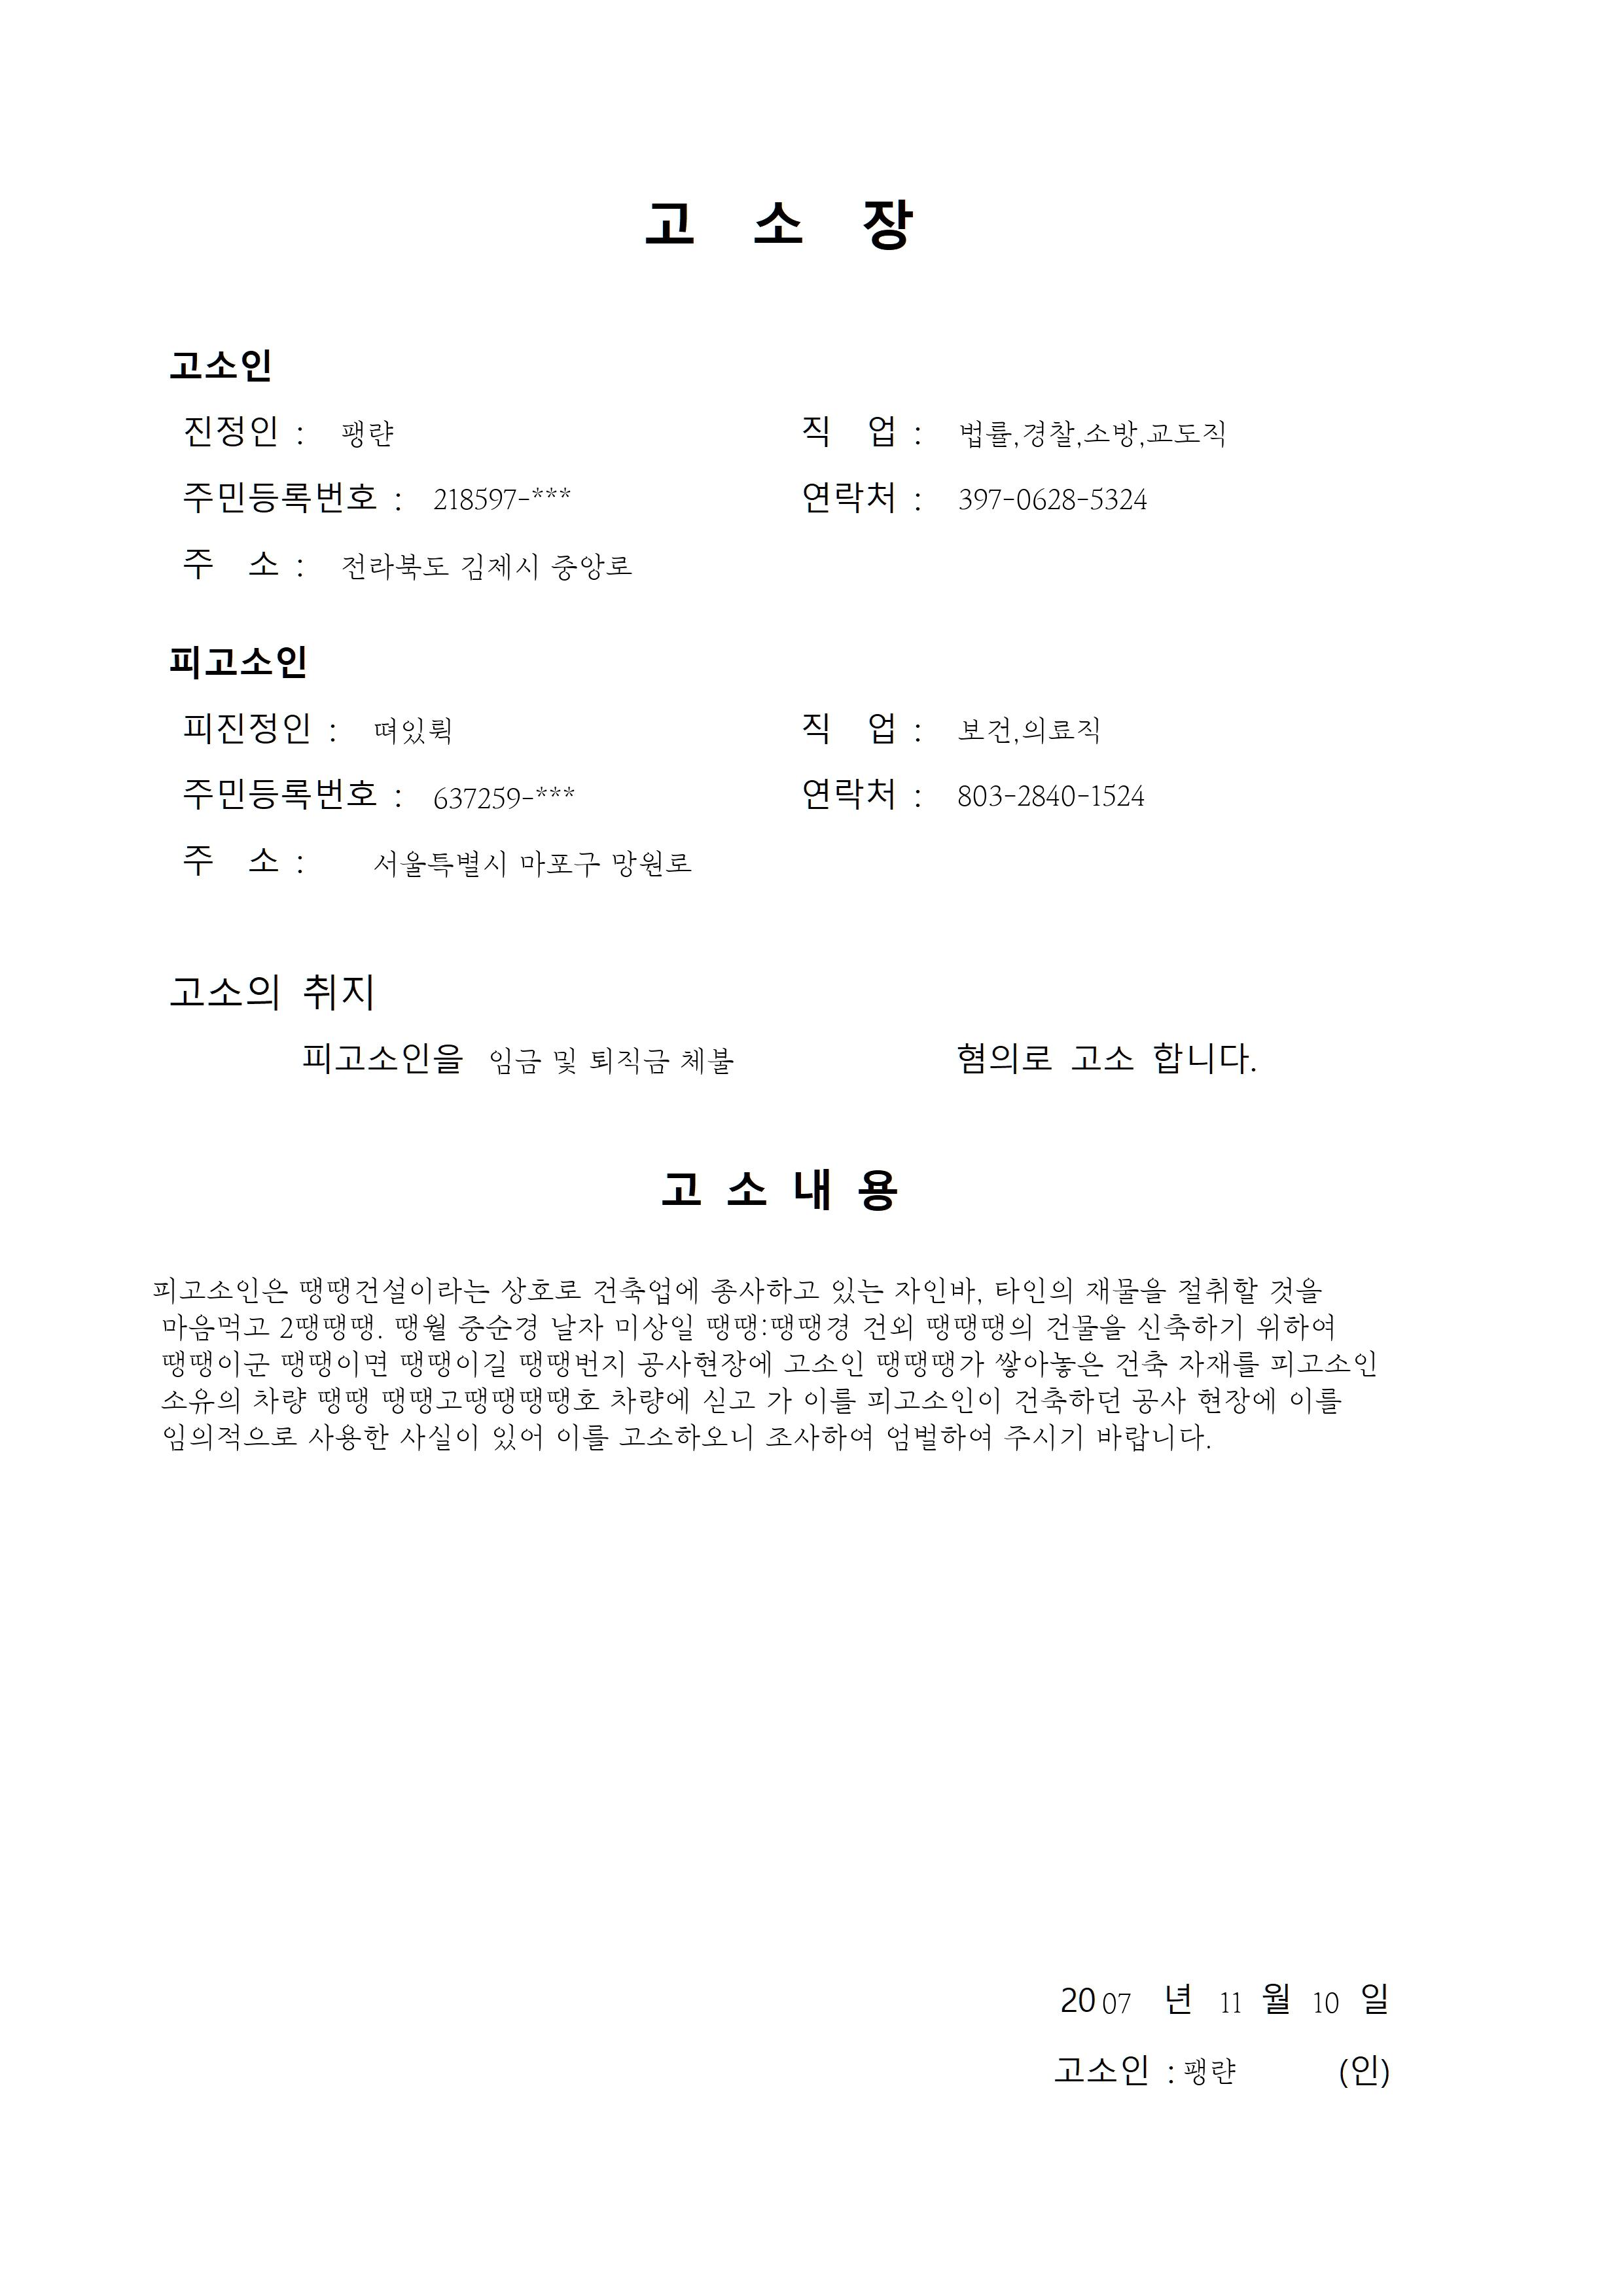 고 소 장
고소인
진정인 : 팽랸 직 업 : 법률,경찰,소방,교도직
주민등록번호 : 218597-*** 연락처 : 397-0628-5324
주 소 : 전라북도 김제시 중앙로
피고소인
피진정인 : 뗘있뤽 직 업 : 보건,의료직
주민등록번호 : 637259-*** 연락처 : 803-2840-1524
주 소 : 서울특별시 마포구 망원로
고소의 취지
피고소인을 임금 및 퇴직금 체불 혐의로 고소 합니다.
고 소 내 용
피고소인은 땡땡건설이라는 상호로 건축업에 종사하고 있는 자인바, 타인의 재물을 절취할 것을
마음먹고 2땡땡땡. 땡월 중순경 날자 미상일 땡땡:땡땡경 건외 땡땡땡의 건물을 신축하기 위하여
땡땡이군 땡땡이면 땡땡이길 땡땡번지 공사현장에 고소인 땡땡땡가 쌓아놓은 건축 자재를 피고소인
소유의 차량 땡땡 땡땡고땡땡땡땡호 차량에 싣고 가 이를 피고소인이 건축하던 공사 현장에 이를
임의적으로 사용한 사실이 있어 이를 고소하오니 조사하여 엄벌하여 주시기 바랍니다.
2007 년 11 월 10 일
고소인 : 팽랸 (인)